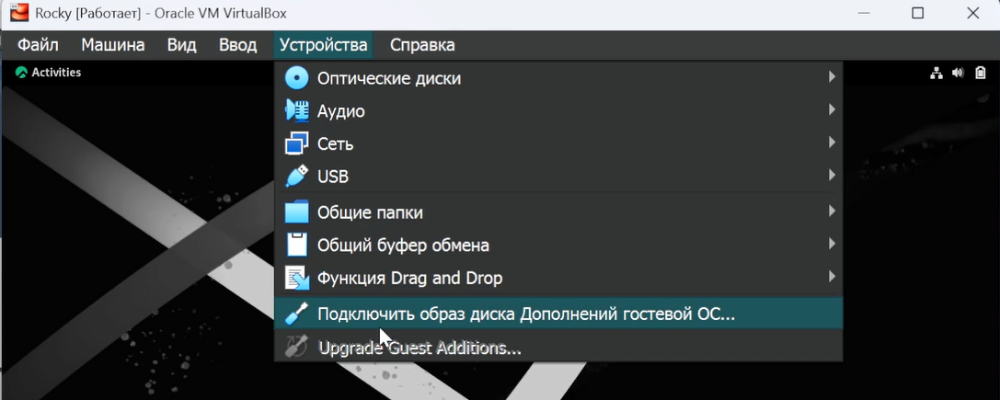 Rocky [Работает] - Oracle VM VirtualBox
Файл Машина Вид Ввод Устройства Справка
Activities
Оптические диски
Аудио
Сеть
USB
Общие папки
Общий буфер обмена
Функция Drag and Drop
Подключить образ диска Дополнений гостевой ОС...
Upgrade Guest Additions...